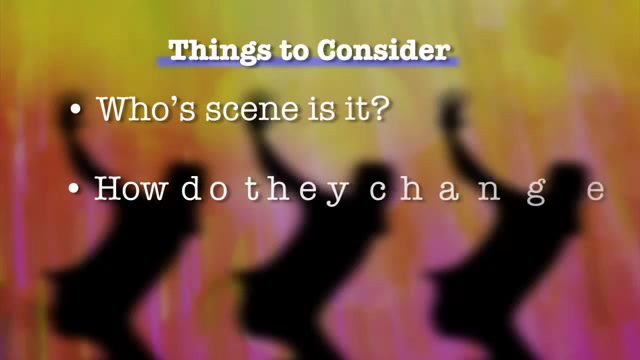 Things to Consider
• Who's scene is it?
• How do they change